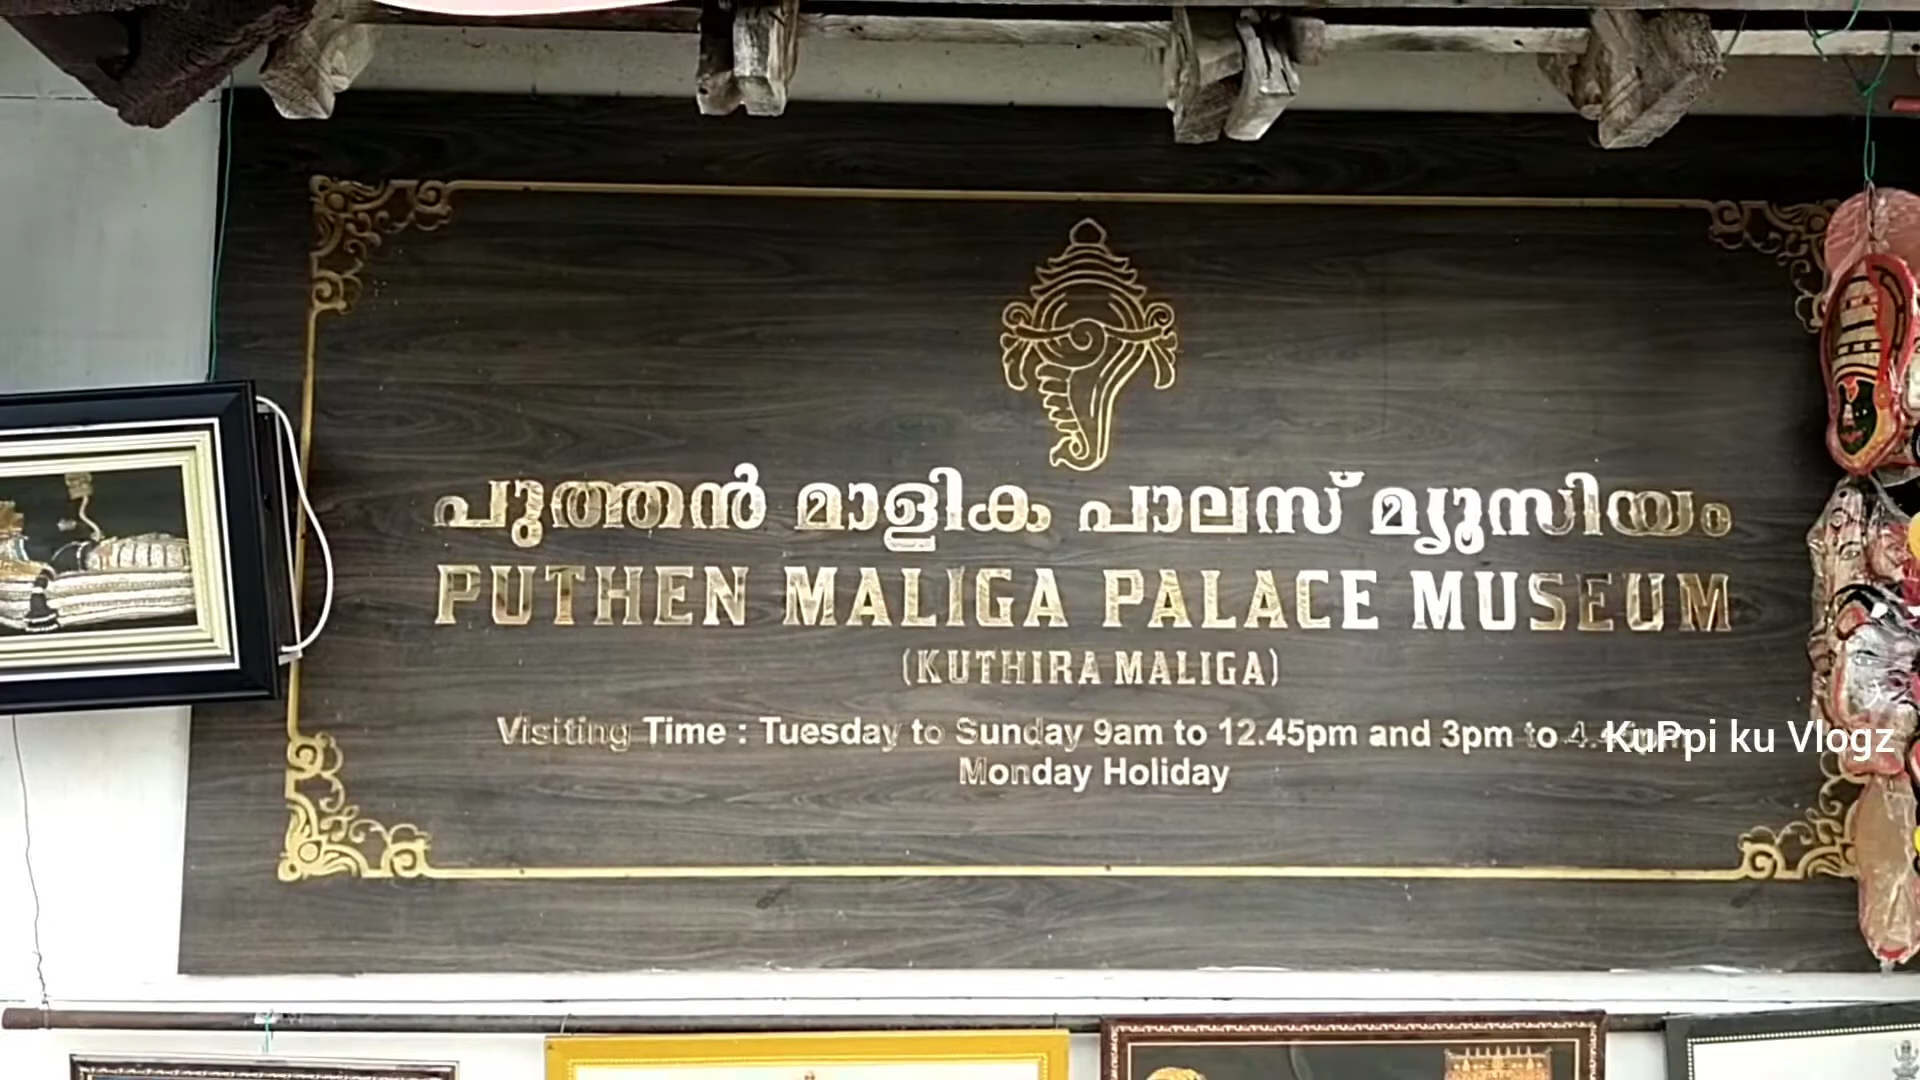 പുത്തൻ മാളിക പാലസ് മ്യൂസിയം
PUTHEN MALIGA PALACE MUSEUM
(KUTHIRA MALIGA)
Visiting Time : Tuesday to Sunday 9am to 12.45pm and 3pm to
Monday Holiday
KuPpi ku Vlogz